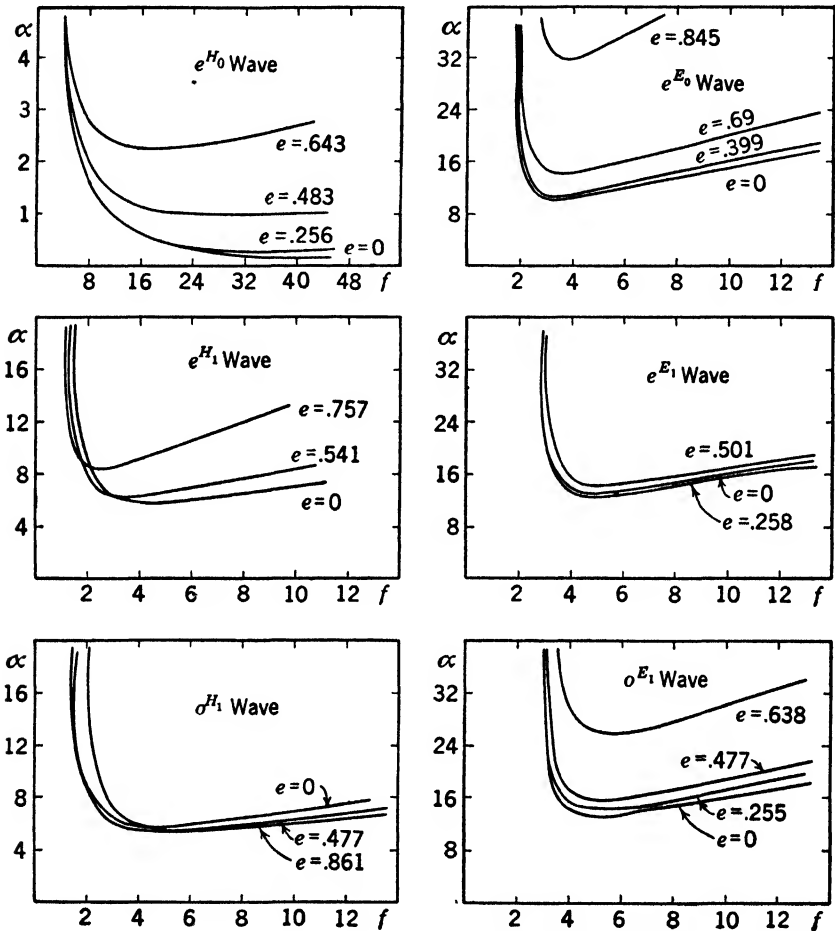 α
4
3
2
1
eH₀ Wave
e=.643
e=.483
e=.256
e=0
8 16 24 32 40 48 f
α
32
24
16
8
e=.845
eE₀ Wave
e=.69
e=.399
e=0
2 4 6 8 10 12 f
α
16
12
8
4
eH₁ Wave
e=.757
e=.541
e=0
2 4 6 8 10 12 f
α
32
24
16
8
eE₁ Wave
e=.501
e=0
e=.258
2 4 6 8 10 12 f
α
16
12
8
4
oH₁ Wave
e=0
e=.477
e=.861
2 4 6 8 10 12 f
α
32
24
16
8
oE₁ Wave
e=.638
e=.477
e=.255
e=0
2 4 6 8 10 12 f